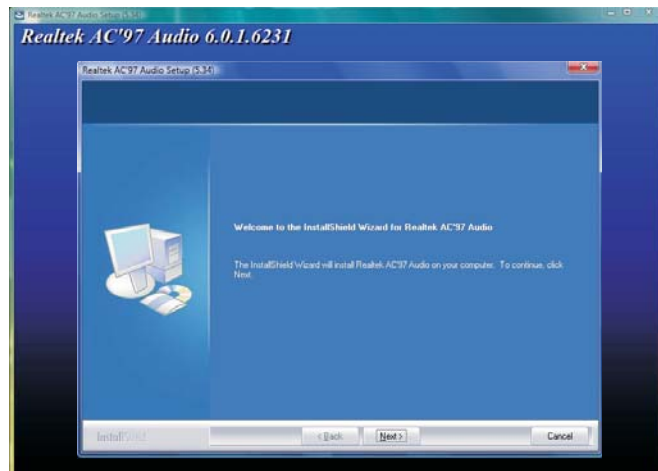 Realtek AC'97 Audio Setup (5.34)
Realtek AC'97 Audio 6.0.1.6231
Realtek AC'97 Audio Setup (5.34)
Welcome to the InstallShield Wizard for Realtek AC'97 Audio
The InstallShield Wizard will install Realtek AC'97 Audio on your computer. To continue, click
Next.
InstallShield
< Back
Next >
Cancel